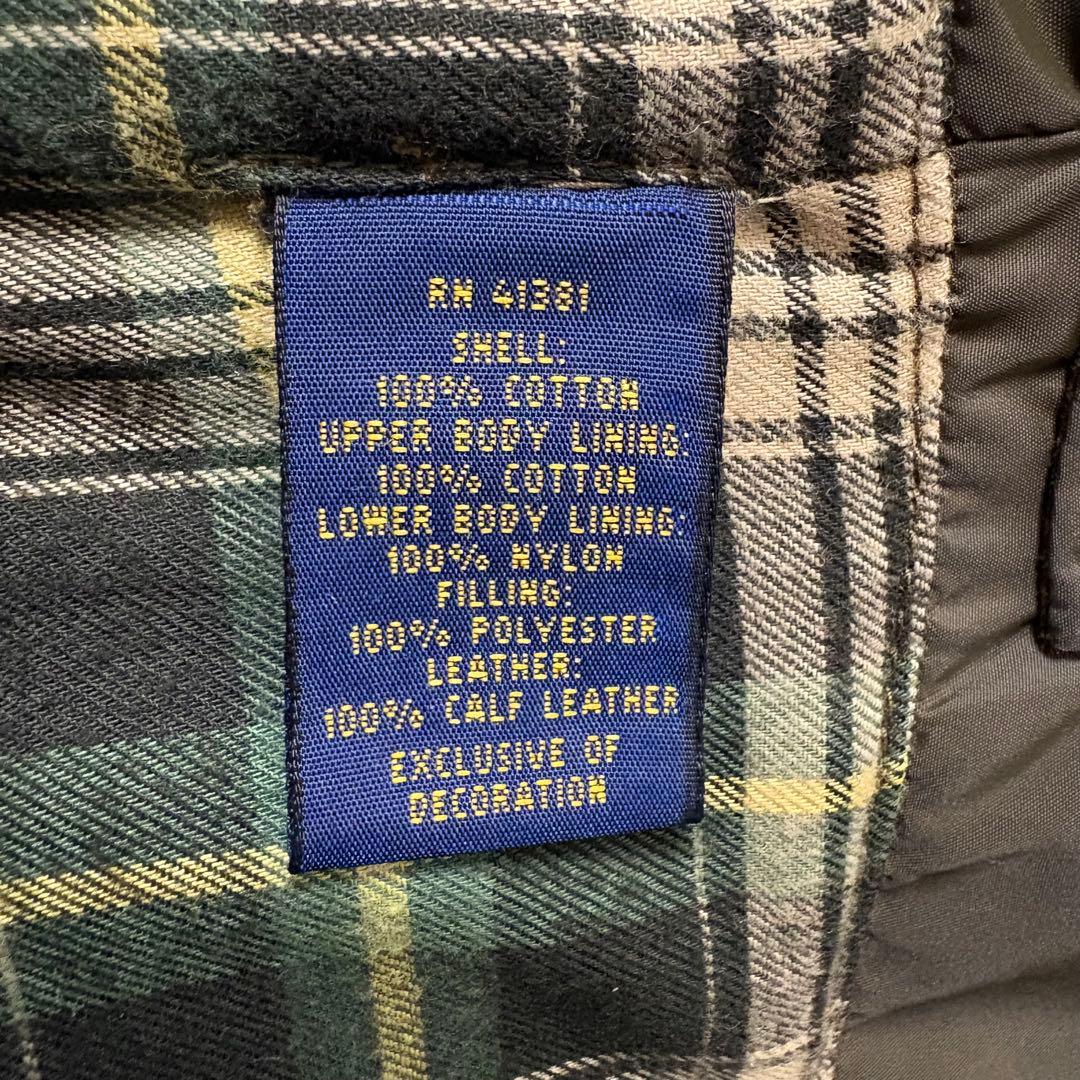 RN 41381
SHELL:
100% COTTON
UPPER BODY LINING:
100% COTTON
LOWER BODY LINING:
100% NYLON
FILLING:
100% POLYESTER
LEATHER:
100% CALF LEATHER
EXCLUSIVE OF
DECORATION